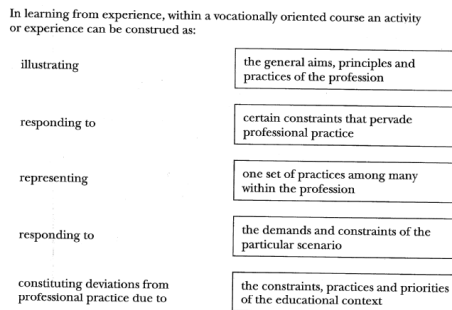 In learning from experience, within a vocationally oriented course an activity
or experience can be construed as:
illustrating
the general aims, principles and
practices of the profession
responding to
certain constraints that pervade
professional practice
representing
one set of practices among many
within the profession
responding to
the demands and constraints of the
particular scenario
constituting deviations from
professional practice due to
the constraints, practices and priorities
of the educational context